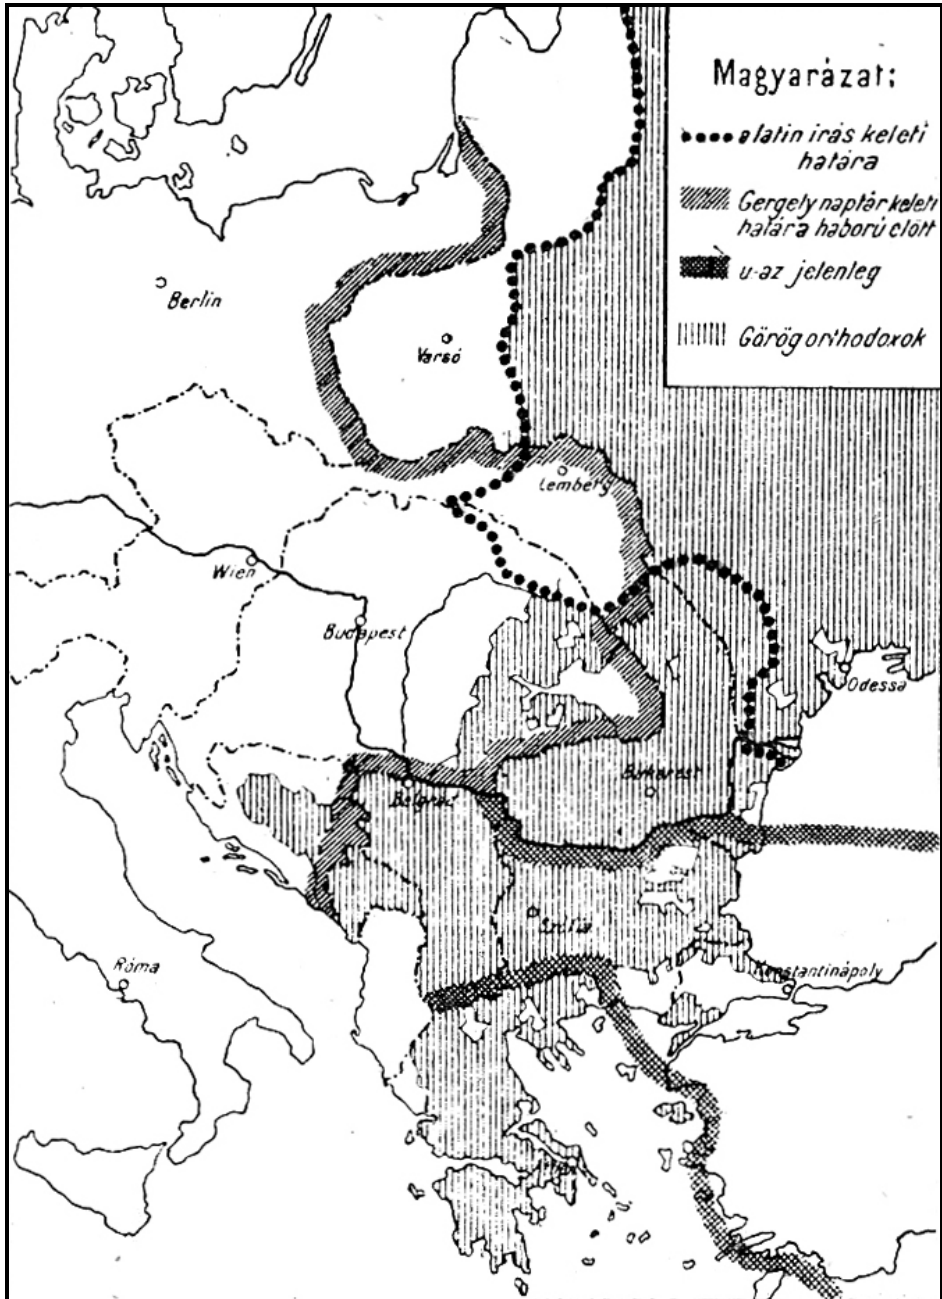 Magyarázat:
a latin irás keleti
határa
Gergely naptár keleti
határa háború előtt
u-az jelenleg
Görög orthodoxok
Berlin
Varsó
Lemberg
Wien
Budapest
Odessa
Bukarest
Belgrad
Szófia
Róma
Konstantinápoly